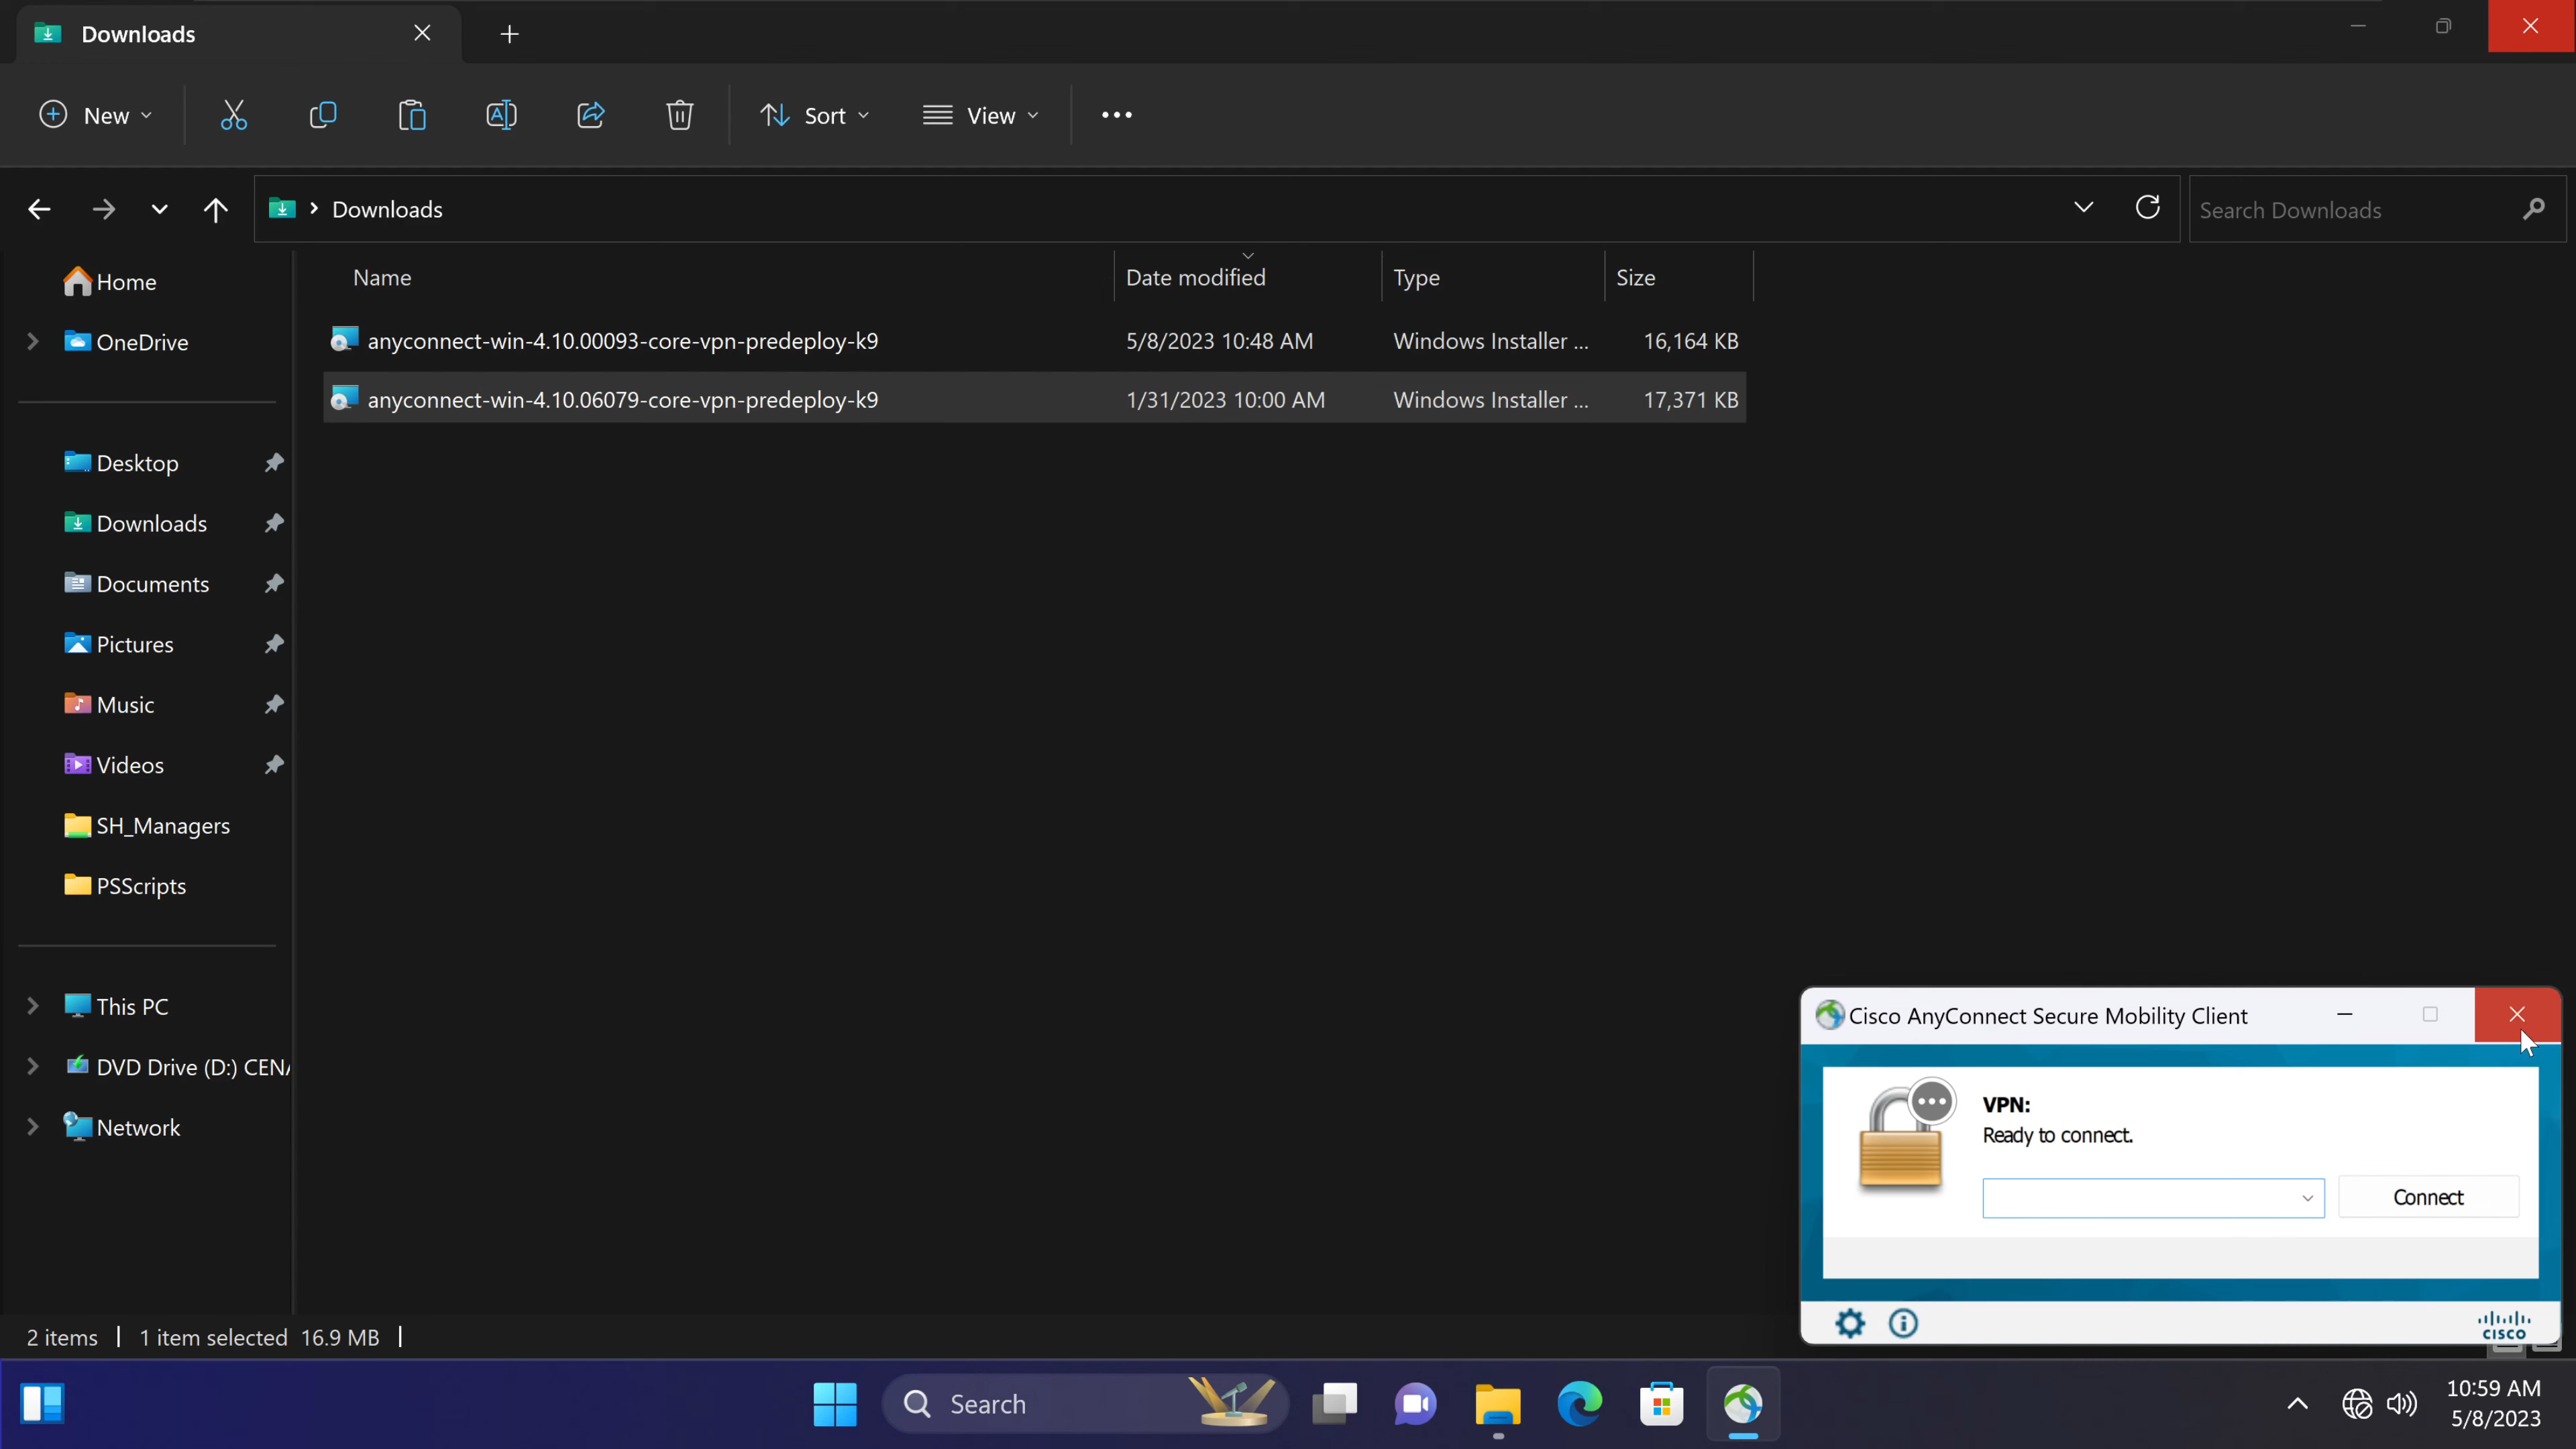 Downloads
New
Sort
View
Downloads
Search Downloads
Home
OneDrive
Desktop
Downloads
Documents
Pictures
Music
Videos
SH_Managers
PSScripts
This PC
DVD Drive (D:) CENA
Network
Name Date modified Type Size
anyconnect-win-4.10.00093-core-vpn-predeploy-k9 5/8/2023 10:48 AM Windows Installer ... 16,164 KB
anyconnect-win-4.10.06079-core-vpn-predeploy-k9 1/31/2023 10:00 AM Windows Installer ... 17,371 KB
Cisco AnyConnect Secure Mobility Client
VPN:
Ready to connect.
Connect
CISCO
2 items 1 item selected 16.9 MB
Search
10:59 AM
5/8/2023